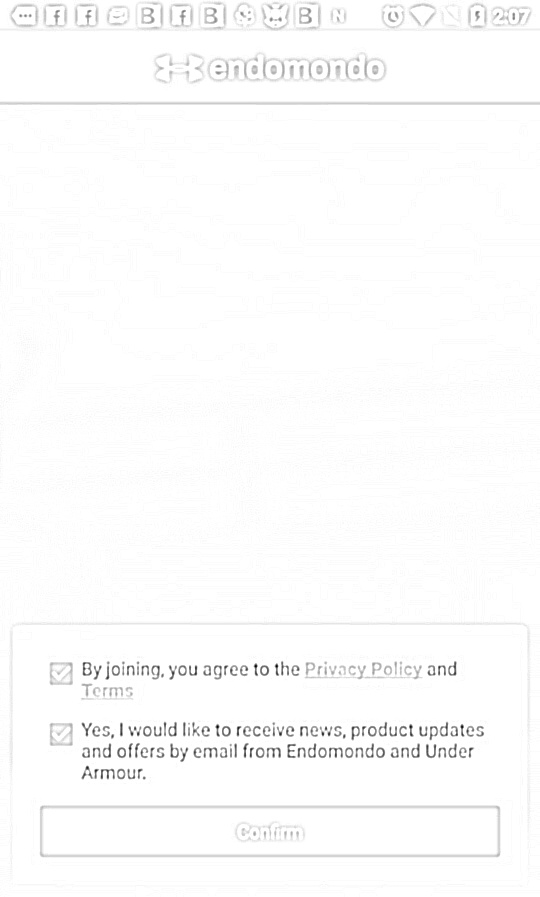 2:07
endomondo
By joining, you agree to the Privacy Policy and
Terms
Yes, I would like to receive news, product updates
and offers by email from Endomondo and Under
Armour.
Confirm